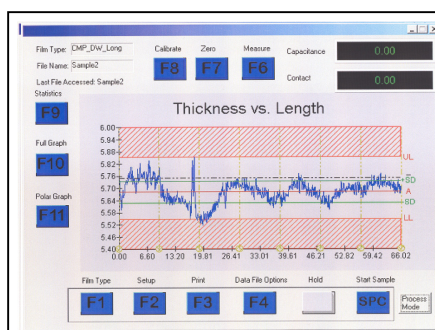 Film Type: CMP_DW_Long
File Name: Sample2
Last File Accessed: Sample2
Calibrate Zero Measure
F8 F7 F6
Capacitance 0.00
Contact 0.00
Statistics
F9
Full Graph
F10
Polar Graph
F11
Thickness vs. Length
6.00
5.94
5.88
5.82
5.76
5.70
5.64
5.58
5.52
5.46
5.40
UL
SD
A
SD
LL
0.00 6.60 13.20 19.81 26.41 33.01 39.61 46.21 52.82 59.42 66.02
Film Type Setup Print Data File Options Hold Start Sample
F1 F2 F3 F4 SPC
Process
Mode